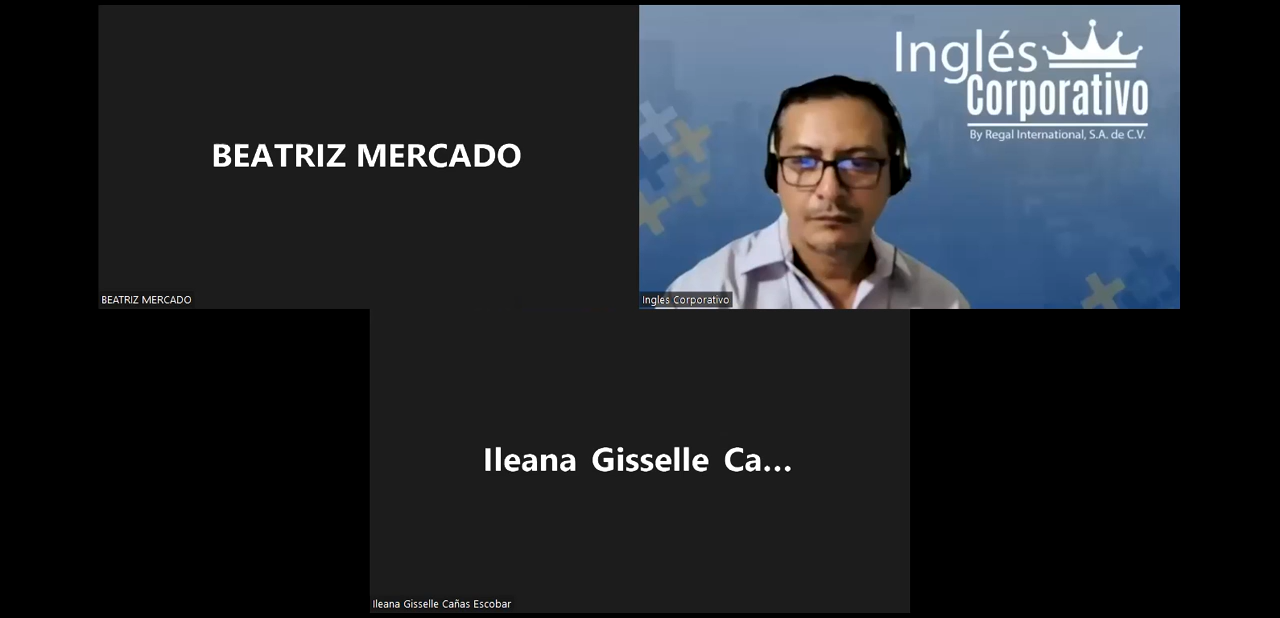 BEATRIZ MERCADO
BEATRIZ MERCADO
Inglés
Corporativo
By Regal International, S.A. de C.V.
Ingles Corporativo
Ileana Gisselle Ca...
Ileana Gisselle Cañas Escobar